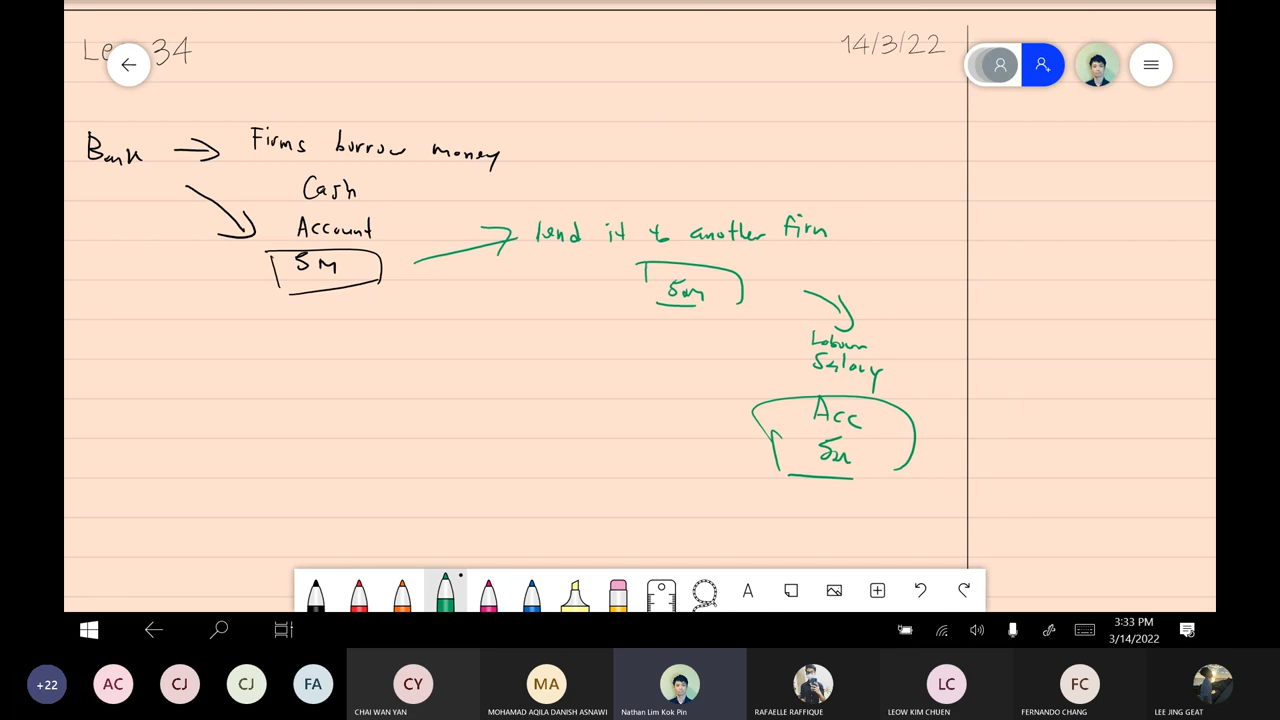 Le 34
14/3/22
Bank → Firms borrow money
Cash
Account
5M
lend it to another firm
5m
Labour
Salary
Acc
5m
A
3:33 PM
3/14/2022
+22
AC
CJ
CJ
FA
CY
MA
LC
FC
CHAI WAN YAN
MOHAMAD AQILA DANISH ASNAWI
Nathan Lim Kok Pin
RAFAELLE RAFFIQUE
LEOW KIM CHUEN
FERNANDO CHANG
LEE JING GEAT